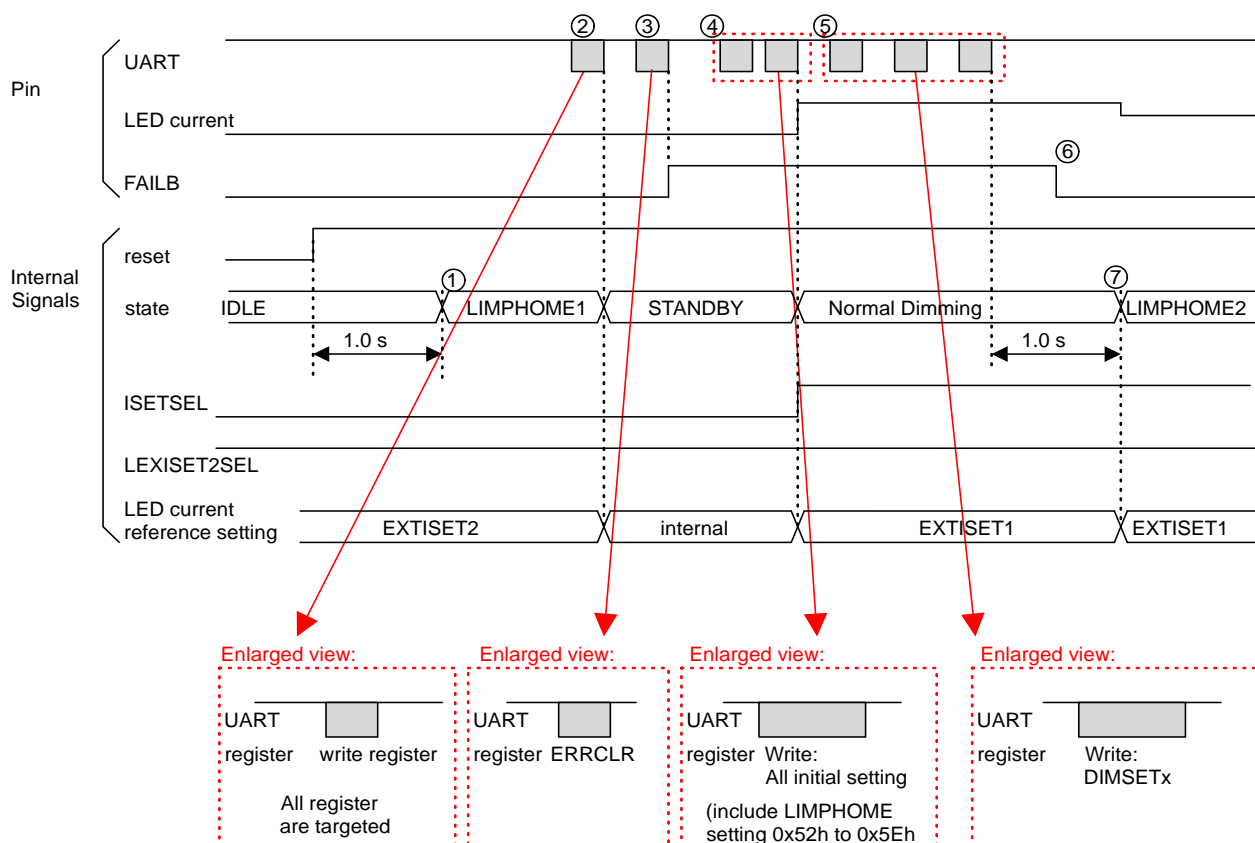 ② ③ ④ ⑤
Pin
UART
LED current
⑥
FAILB
Internal
Signals
reset
① ⑦
state IDLE LIMPHOME1 STANDBY Normal Dimming LIMPHOME2
1.0 s 1.0 s
ISETSEL
LEXISET2SEL
LED current
reference setting EXTISET2 internal EXTISET1 EXTISET1
Enlarged view: Enlarged view: Enlarged view: Enlarged view:
UART UART UART UART
register write register register ERRCLR register Write: register Write:
All initial setting DIMSETx
All register
are targeted
(include LIMPHOME
setting 0x52h to 0x5Eh